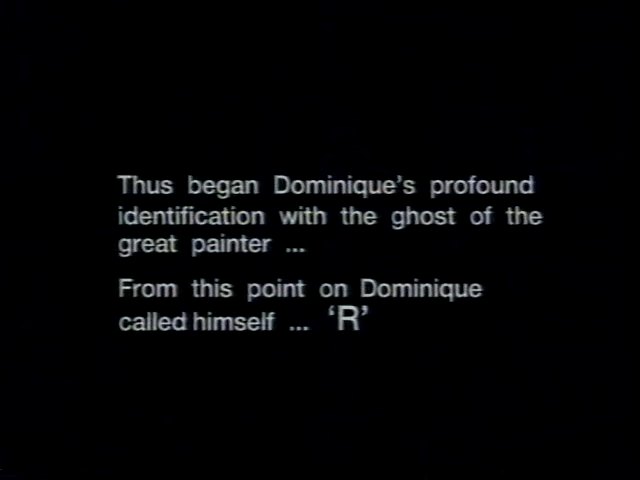 Thus began Dominique's profound
identification with the ghost of the
great painter ...
From this point on Dominique
called himself ... ‘R’